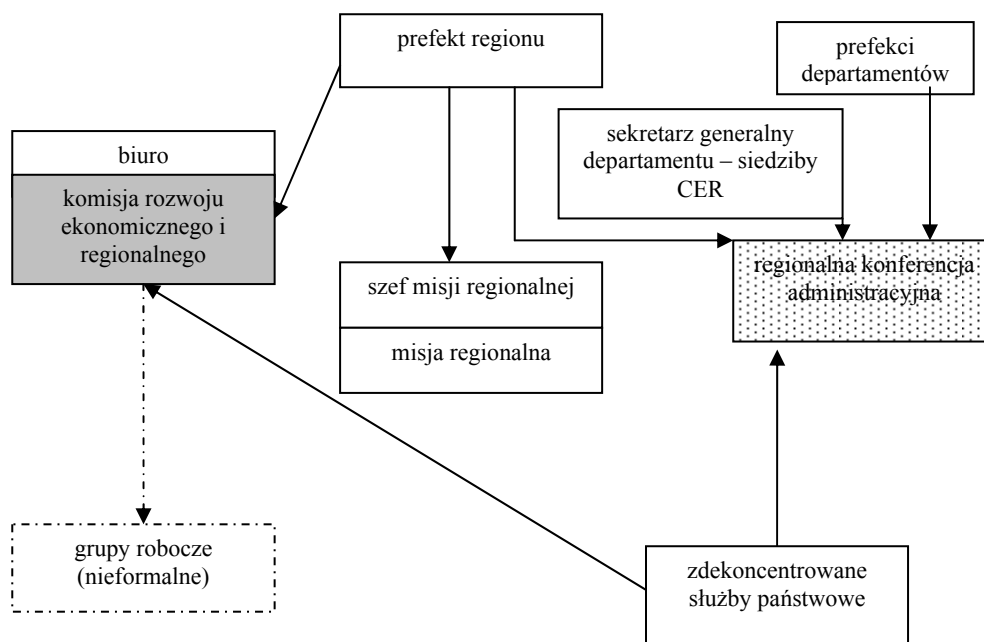 prefekt regionu
prefekci
departamentów
sekretarz generalny
departamentu – siedziby
CER
biuro
komisja rozwoju
ekonomicznego i
regionalnego
szef misji regionalnej
misja regionalna
regionalna konferencja
administracyjna
grupy robocze
(nieformalne)
zdekoncentrowane
służby państwowe